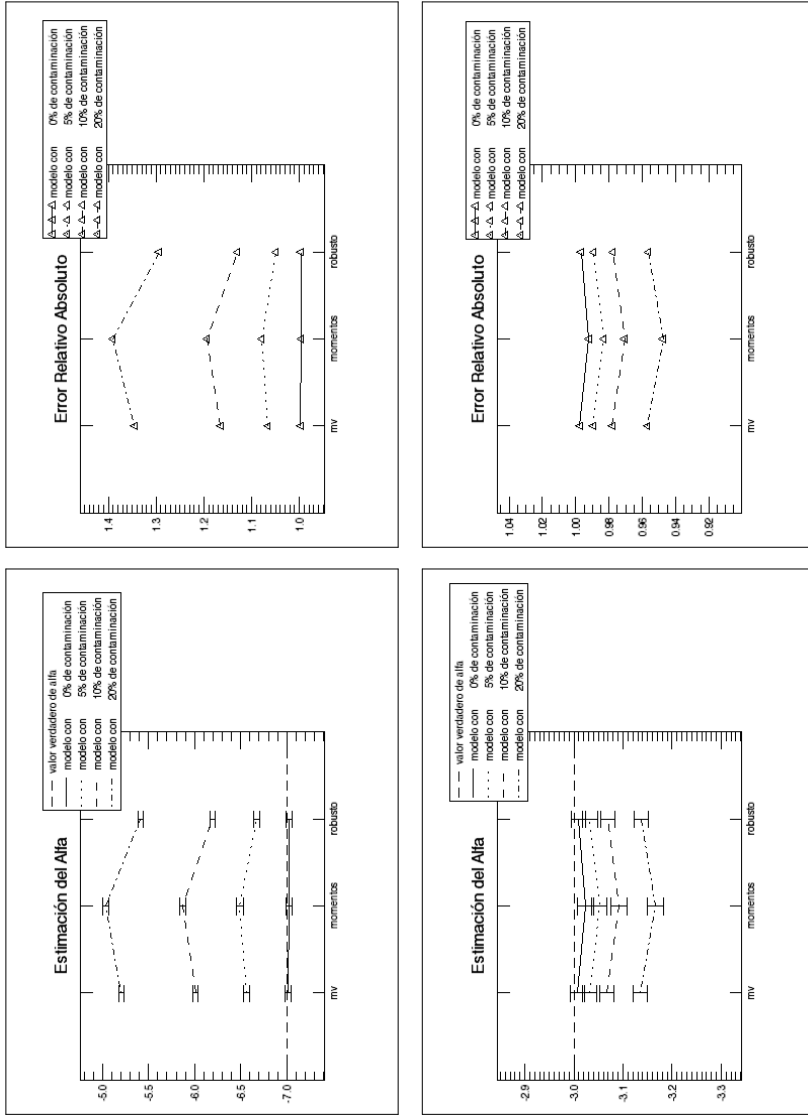 Estimación del Alfa
valor verdadero de alfa
modelo con 0% de contaminación
modelo con 5% de contaminación
modelo con 10% de contaminación
modelo con 20% de contaminación
-5.0
-5.5
-6.0
-6.5
-7.0
mv momentos robusto
Error Relativo Absoluto
modelo con 0% de contaminación
modelo con 5% de contaminación
modelo con 10% de contaminación
modelo con 20% de contaminación
1.4
1.3
1.2
1.1
1.0
mv momentos robusto
Estimación del Alfa
valor verdadero de alfa
modelo con 0% de contaminación
modelo con 5% de contaminación
modelo con 10% de contaminación
modelo con 20% de contaminación
-2.9
-3.0
-3.1
-3.2
-3.3
mv momentos robusto
Error Relativo Absoluto
modelo con 0% de contaminación
modelo con 5% de contaminación
modelo con 10% de contaminación
modelo con 20% de contaminación
1.04
1.02
1.00
0.98
0.96
0.94
0.92
mv momentos robusto